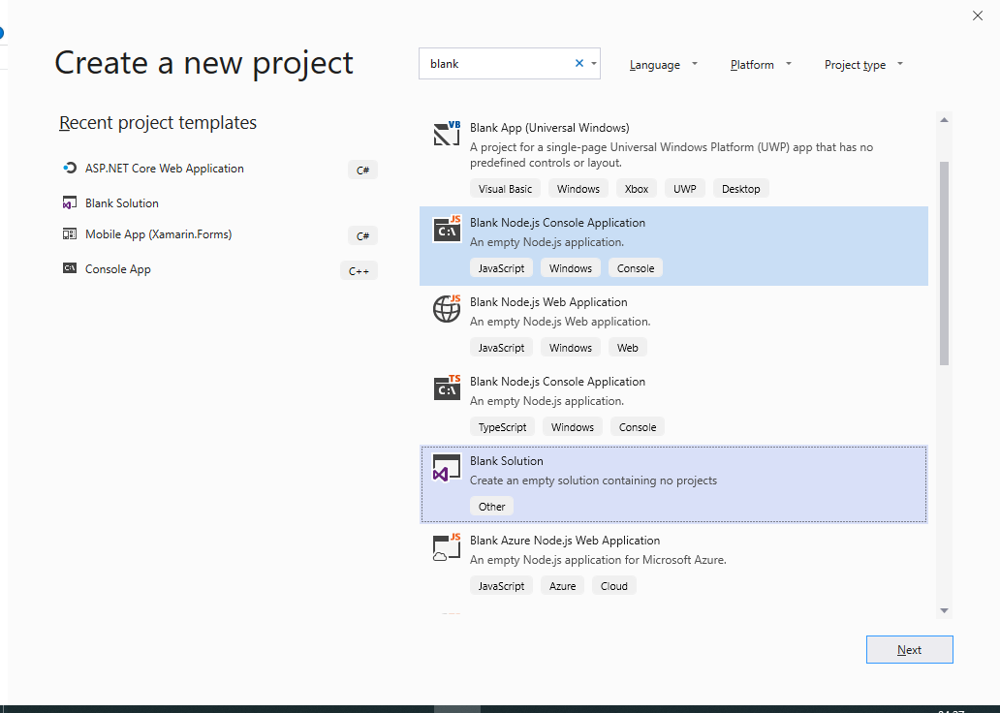 Create a new project
blank
Language
Platform
Project type
Recent project templates
ASP.NET Core Web Application
C#
Blank Solution
Mobile App (Xamarin.Forms)
C#
Console App
C++
VB
Blank App (Universal Windows)
A project for a single-page Universal Windows Platform (UWP) app that has no
predefined controls or layout.
Visual Basic Windows Xbox UWP Desktop
JS
C:\
Blank Node.js Console Application
An empty Node.js application.
JavaScript Windows Console
JS
Blank Node.js Web Application
An empty Node.js Web application.
JavaScript Windows Web
TS
C:\
Blank Node.js Console Application
An empty Node.js application.
TypeScript Windows Console
Blank Solution
Create an empty solution containing no projects
Other
JS
Blank Azure Node.js Web Application
An empty Node.js application for Microsoft Azure.
JavaScript Azure Cloud
Next